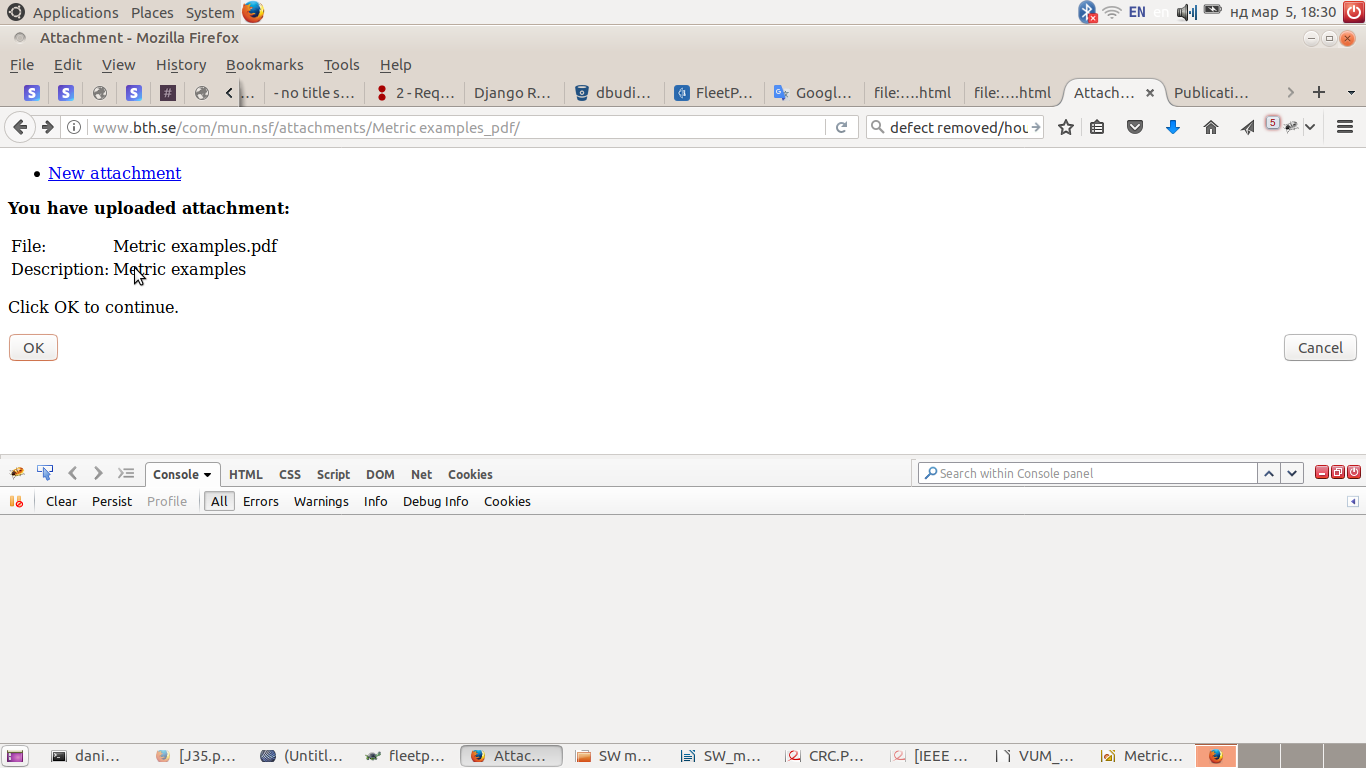 Applications Places System EN en нд мар 5, 18:30
Attachment - Mozilla Firefox
File Edit View History Bookmarks Tools Help
S S S # ... - no title s... 2 - Req... Django R... dbudi... FleetP... Googl... file:....html file:....html Attach... Publicati...
www.bth.se/com/mun.nsf/attachments/Metric examples_pdf/ defect removed/hou 5
New attachment
You have uploaded attachment:
File: Metric examples.pdf
Description: Metric examples
Click OK to continue.
OK Cancel
Console HTML CSS Script DOM Net Cookies Search within Console panel
Clear Persist Profile All Errors Warnings Info Debug Info Cookies
dani... [J35.p... (Untitl... fleetp... Attac... SW m... SW_m... CRC.P... [IEEE ... VUM_... Metric...